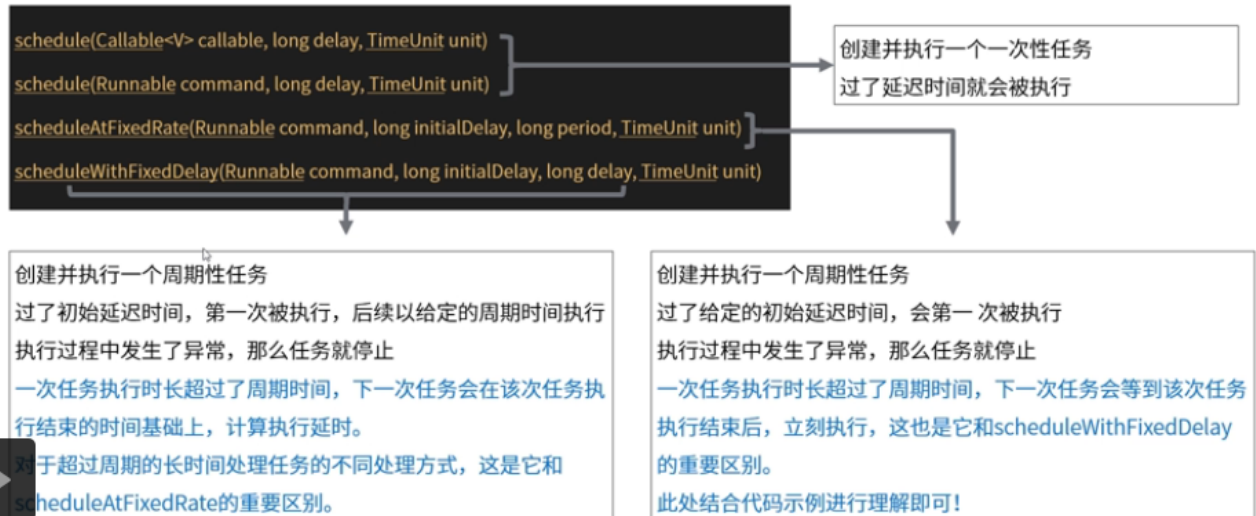 schedule(Callable<V> callable, long delay, TimeUnit unit)
schedule(Runnable command, long delay, TimeUnit unit)
scheduleAtFixedRate(Runnable command, long initialDelay, long period, TimeUnit unit)
scheduleWithFixedDelay(Runnable command, long initialDelay, long delay, TimeUnit unit)
创建并执行一个一次性任务
过了延迟时间就会被执行
创建并执行一个周期性任务
过了初始延迟时间，第一次被执行，后续以给定的周期时间执行
执行过程中发生了异常，那么任务就停止
一次任务执行时长超过了周期时间，下一次任务会在该次任务执
行结束的时间基础上，计算执行延时。
对于超过周期的长时间处理任务的不同处理方式，这是它和
scheduleAtFixedRate的重要区别。
创建并执行一个周期性任务
过了给定的初始延迟时间，会第一 次被执行
执行过程中发生了异常，那么任务就停止
一次任务执行时长超过了周期时间，下一次任务会等到该次任务
执行结束后，立刻执行，这也是它和scheduleWithFixedDelay
的重要区别。
此处结合代码示例进行理解即可！